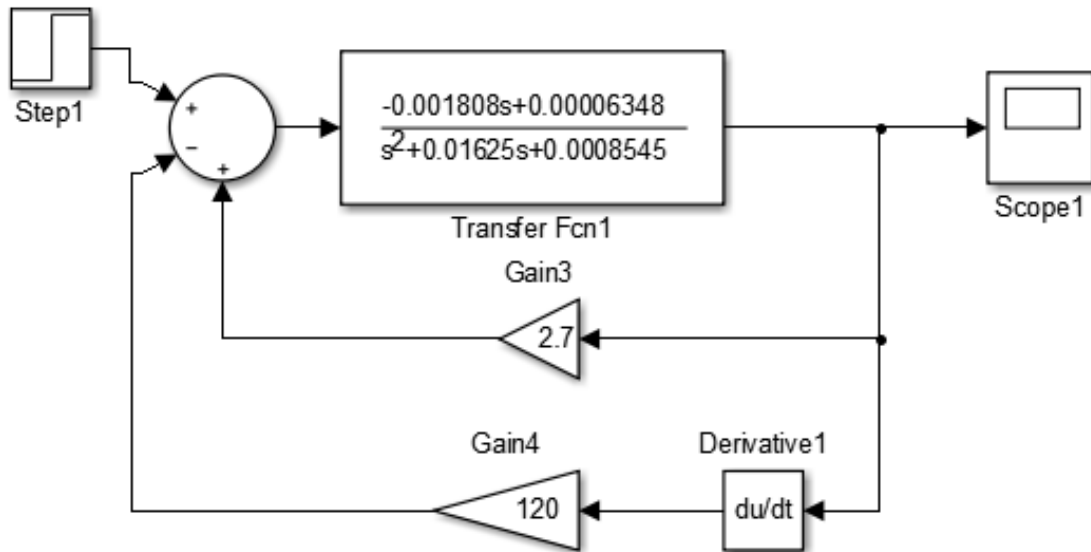 Step1
+
−
+
-0.001808s+0.00006348
s²+0.01625s+0.0008545
Transfer Fcn1
Scope1
Gain3
2.7
Gain4
120
Derivative1
du/dt